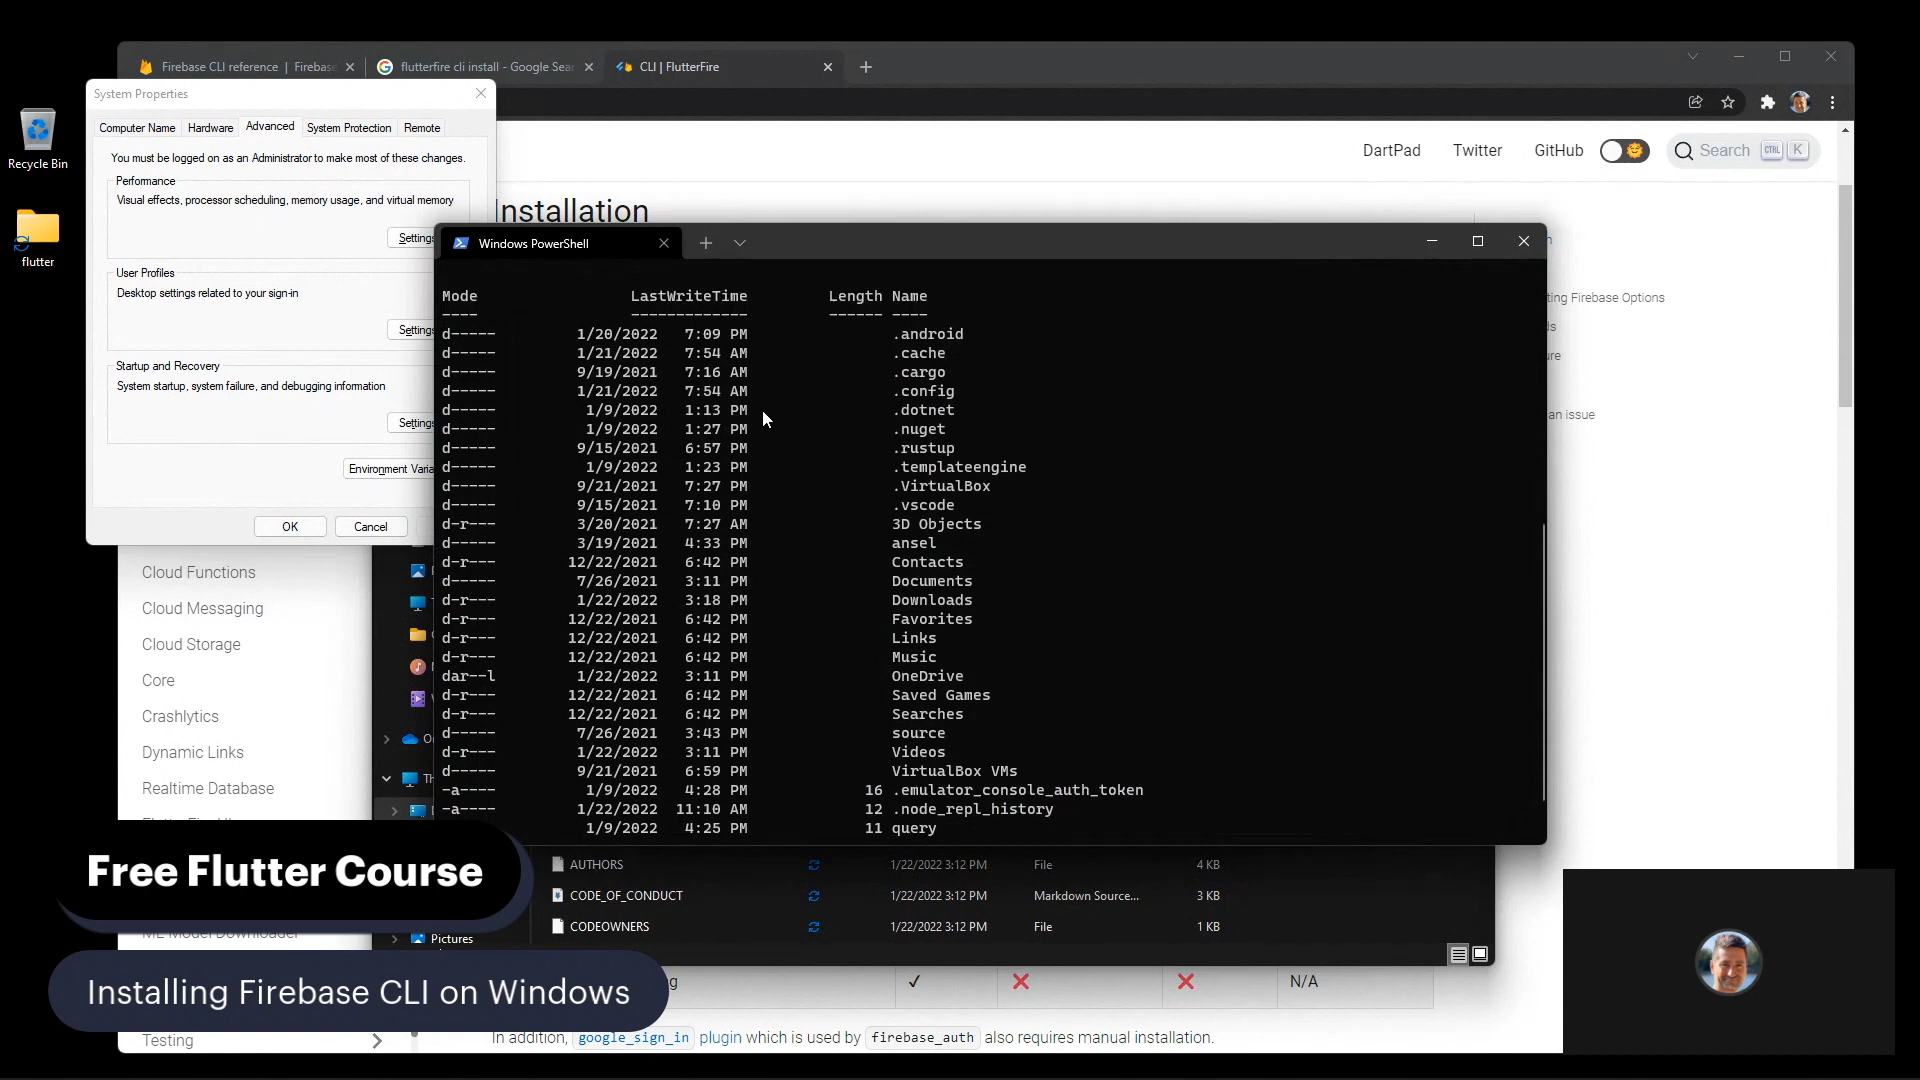 Firebase CLI reference | Firebase
flutterfire cli install - Google Sear
CLI | FlutterFire
System Properties
Computer Name
Hardware
Advanced
System Protection
Remote
You must be logged on as an Administrator to make most of these changes.
Performance
Visual effects, processor scheduling, memory usage, and virtual memory
Settings
User Profiles
Desktop settings related to your sign-in
Settings
Startup and Recovery
System startup, system failure, and debugging information
Settings
Environment Varia
OK
Cancel
Recycle Bin
flutter
DartPad
Twitter
GitHub
Search CTRL K
Installation
Windows PowerShell
Mode LastWriteTime Length Name
---- ------------- ------ ----
d----- 1/20/2022 7:09 PM .android
d----- 1/21/2022 7:54 AM .cache
d----- 9/19/2021 7:16 AM .cargo
d----- 1/21/2022 7:54 AM .config
d----- 1/9/2022 1:13 PM .dotnet
d----- 1/9/2022 1:27 PM .nuget
d----- 9/15/2021 6:57 PM .rustup
d----- 1/9/2022 1:23 PM .templateengine
d----- 9/21/2021 7:27 PM .VirtualBox
d----- 9/15/2021 7:10 PM .vscode
d-r--- 3/20/2021 7:27 AM 3D Objects
d----- 3/19/2021 4:33 PM ansel
d-r--- 12/22/2021 6:42 PM Contacts
d----- 7/26/2021 3:11 PM Documents
d-r--- 1/22/2022 3:18 PM Downloads
d-r--- 12/22/2021 6:42 PM Favorites
d-r--- 12/22/2021 6:42 PM Links
d-r--- 12/22/2021 6:42 PM Music
dar--l 1/22/2022 3:11 PM OneDrive
d-r--- 12/22/2021 6:42 PM Saved Games
d-r--- 12/22/2021 6:42 PM Searches
d----- 7/26/2021 3:43 PM source
d-r--- 1/22/2022 3:11 PM Videos
d----- 9/21/2021 6:59 PM VirtualBox VMs
-a---- 1/9/2022 4:28 PM 16 .emulator_console_auth_token
-a---- 1/22/2022 11:10 AM 12 .node_repl_history
1/9/2022 4:25 PM 11 query
ting Firebase Options
an issue
Cloud Functions
Cloud Messaging
Cloud Storage
Core
Crashlytics
Dynamic Links
Realtime Database
Testing
Pictures
AUTHORS 1/22/2022 3:12 PM File 4 KB
CODE_OF_CONDUCT 1/22/2022 3:12 PM Markdown Source... 3 KB
CODEOWNERS 1/22/2022 3:12 PM File 1 KB
N/A
In addition, google_sign_in plugin which is used by firebase_auth also requires manual installation.
Free Flutter Course
Installing Firebase CLI on Windows